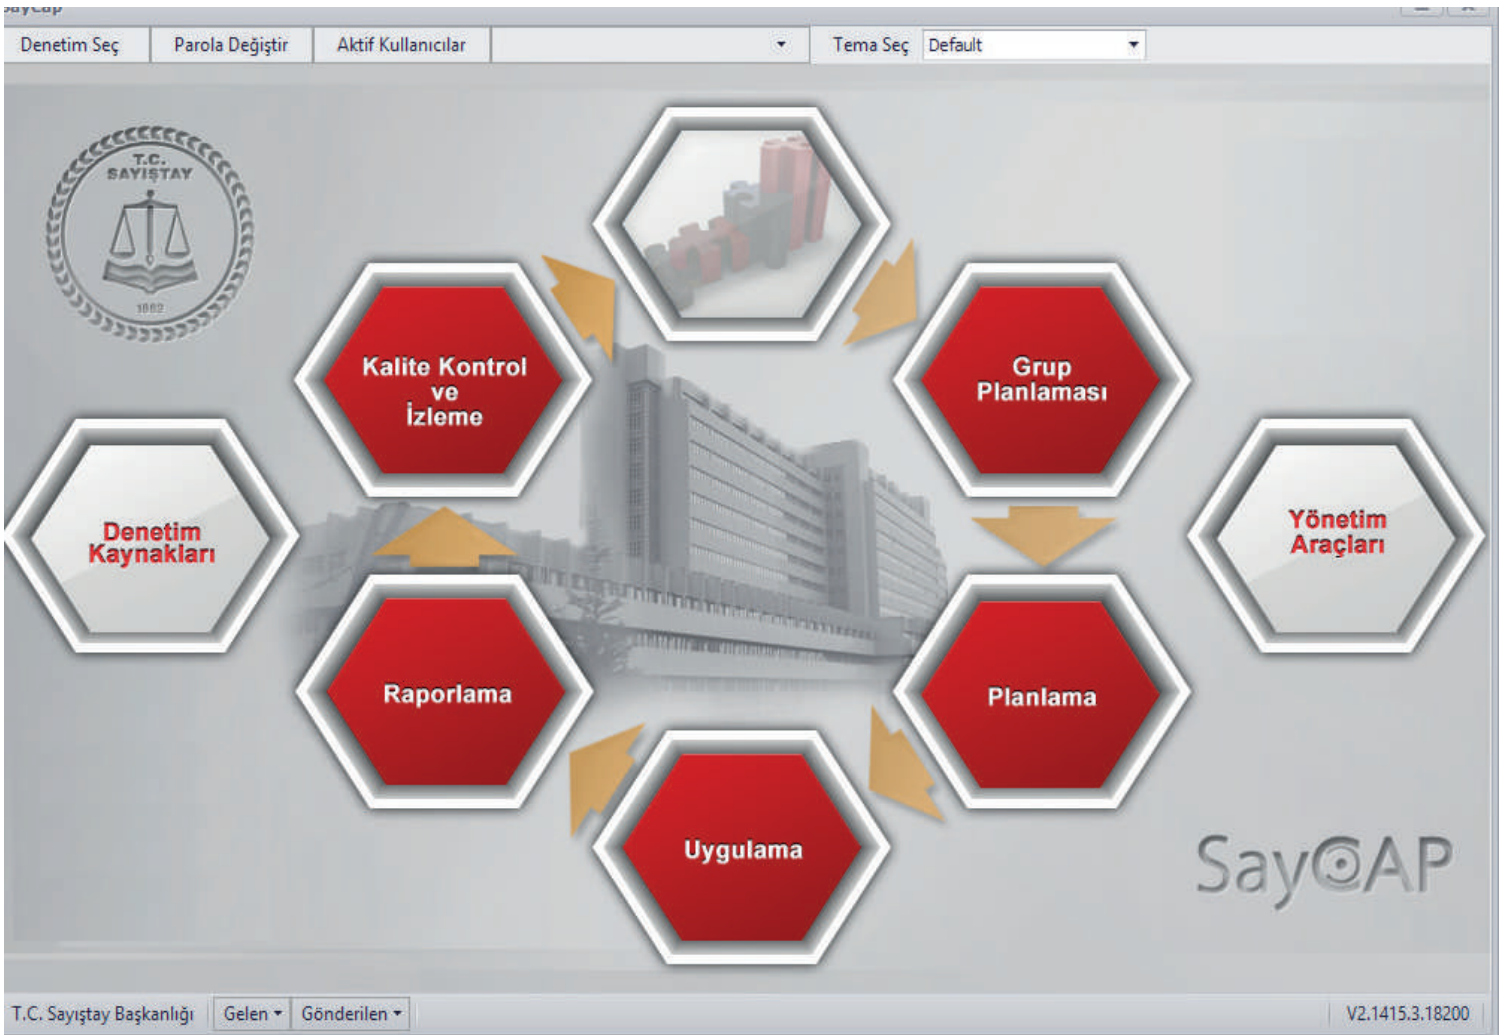 SayCap
Denetim Seç
Parola Değiştir
Aktif Kullanıcılar
Tema Seç
Default
T.C.
SAYIŞTAY
1862
Kalite Kontrol
ve
İzleme
Grup
Planlaması
Denetim
Kaynakları
Yönetim
Araçları
Raporlama
Planlama
Uygulama
SayCAP
T.C. Sayıştay Başkanlığı
Gelen
Gönderilen
V2.1415.3.18200